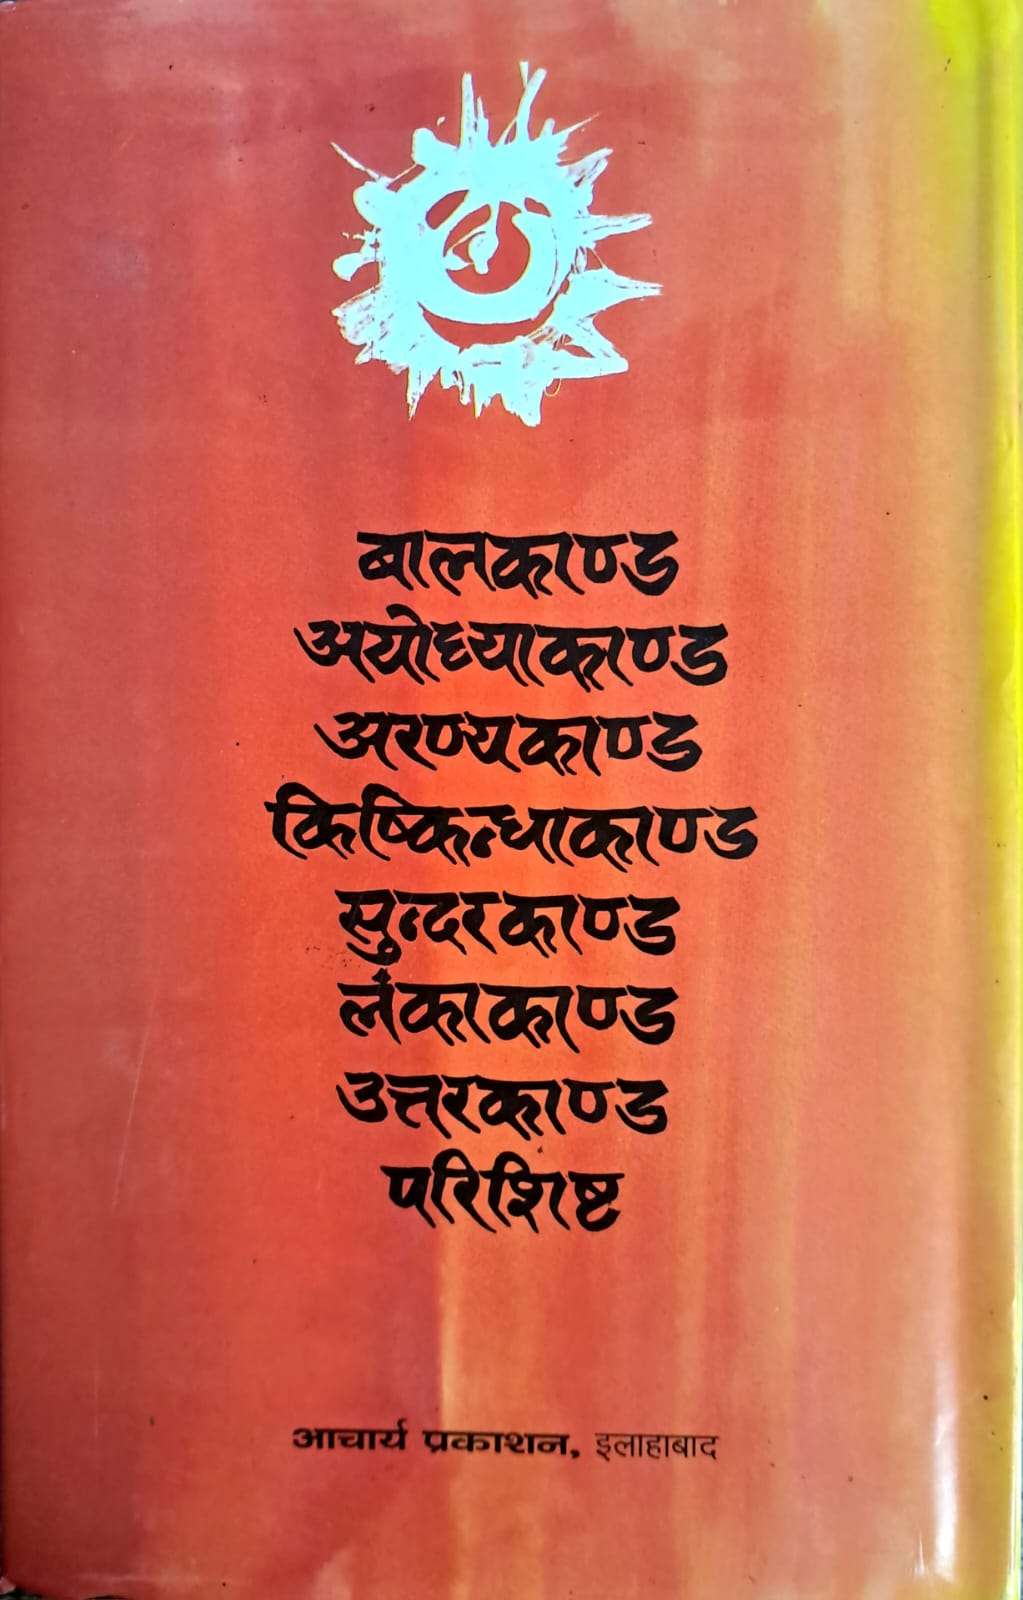 बालकाण्ड
अयोध्याकाण्ड
अरण्यकाण्ड
किष्किन्धाकाण्ड
सुन्दरकाण्ड
लंकाकाण्ड
उत्तरकाण्ड
परिशिष्ट
आचार्य प्रकाशन, इलाहाबाद